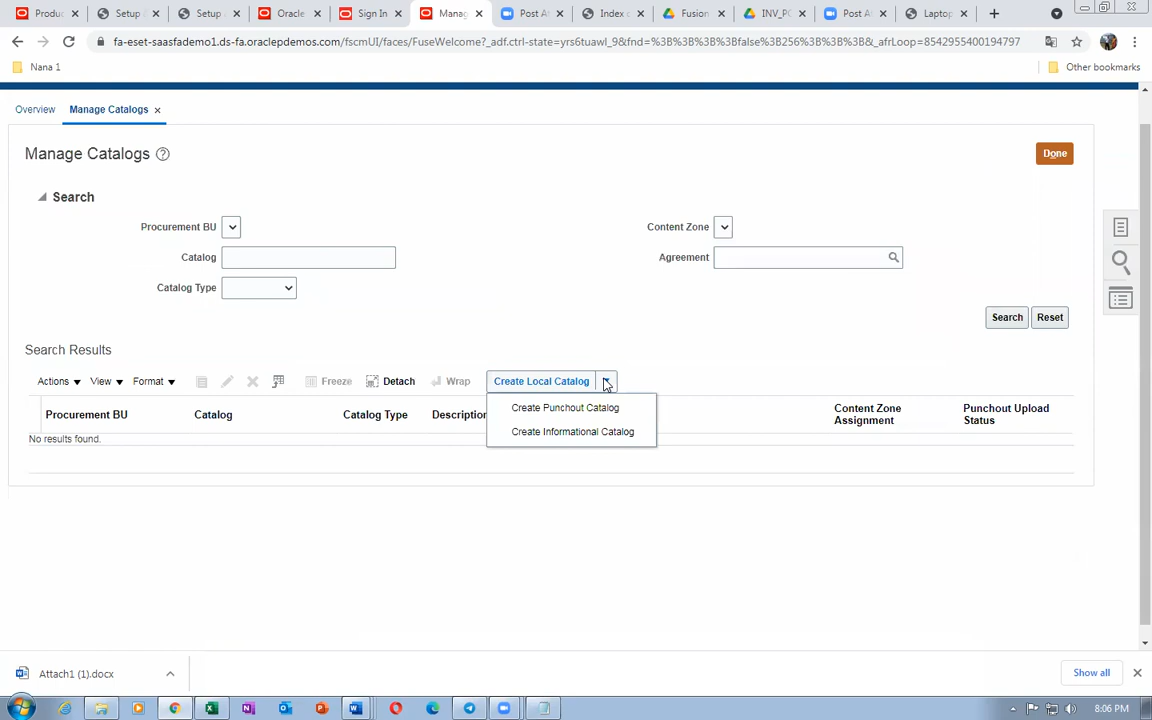 Produc
Setup
Setup
Oracle
Sign In
Manag
Post A
Index
Fusion
INV_PC
Post A
Laptop
fa-eset-saasfademo1.ds-fa.oraclepdemos.com/fscmUI/faces/FuseWelcome?_adf.ctrl-state=yrs6tuawl_9&fnd=%3B%3B%3B%3Bfalse%3B256%3B%3B%3B&_afrLoop=8542955400194797
Nana 1
Other bookmarks
Overview
Manage Catalogs
Manage Catalogs
Done
Search
Procurement BU
Content Zone
Catalog
Agreement
Catalog Type
Search
Reset
Search Results
Actions
View
Format
Freeze
Detach
Wrap
Create Local Catalog
Create Punchout Catalog
Create Informational Catalog
Procurement BU
Catalog
Catalog Type
Description
Content Zone Assignment
Punchout Upload Status
No results found.
Attach1 (1).docx
Show all
8:06 PM